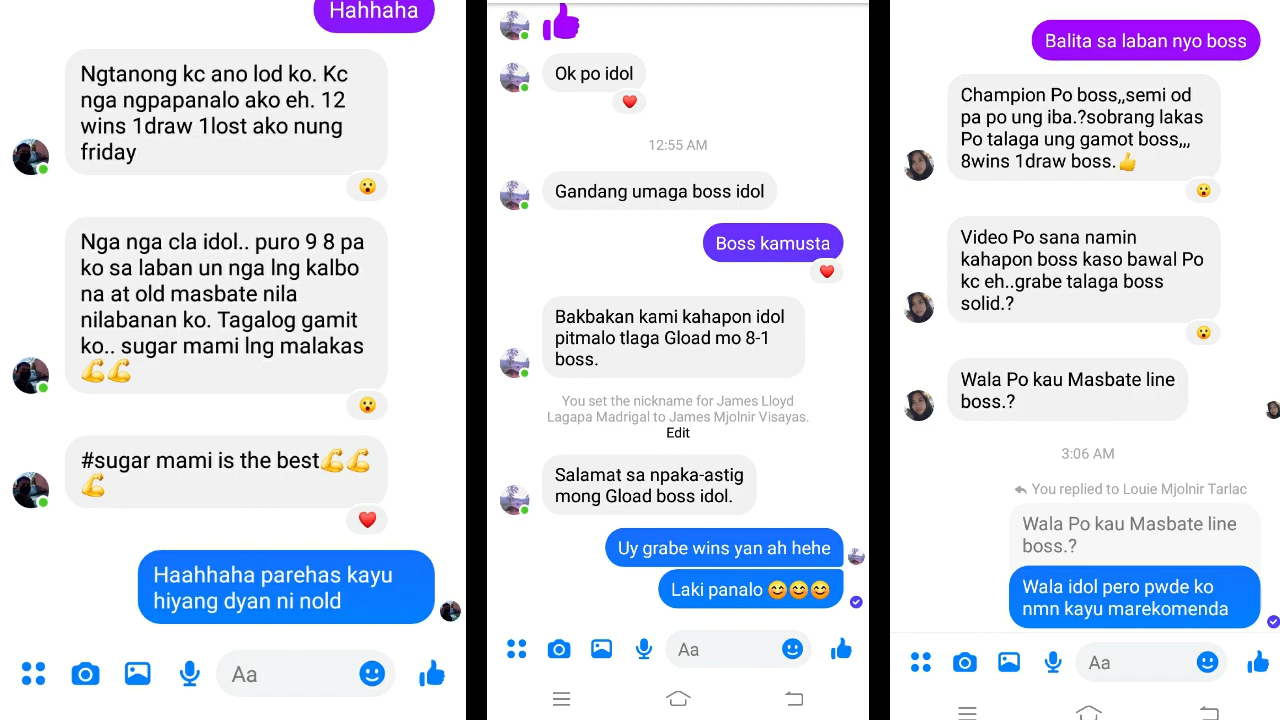 Hahhaha
Ngtanong kc ano lod ko. Kc
nga ngpapanalo ako eh. 12
wins 1draw 1lost ako nung
friday
Nga nga cla idol.. puro 9 8 pa
ko sa laban un nga lng kalbo
na at old masbate nila
nilabanan ko. Tagalog gamit
ko.. sugar mami lng malakas
💪💪
#sugar mami is the best💪💪
💪
Haahhaha parehas kayu
hiyang dyan ni nold
Aa
Ok po idol
12:55 AM
Gandang umaga boss idol
Boss kamusta
Bakbakan kami kahapon idol
pitmalo tlaga Gload mo 8-1
boss.
You set the nickname for James Lloyd
Lagapa Madrigal to James Mjolnir Visayas.
Edit
Salamat sa npaka-astig
mong Gload boss idol.
Uy grabe wins yan ah hehe
Laki panalo 😊😊😊
Aa
Balita sa laban nyo boss
Champion Po boss,,semi od
pa po ung iba.?sobrang lakas
Po talaga ung gamot boss,,,
8wins 1draw boss.👍
Video Po sana namin
kahapon boss kaso bawal Po
kc eh..grabe talaga boss
solid.?
Wala Po kau Masbate line
boss.?
3:06 AM
You replied to Louie Mjolnir Tarlac
Wala Po kau Masbate line
boss.?
Wala idol pero pwde ko
nmn kayu marekomenda
Aa